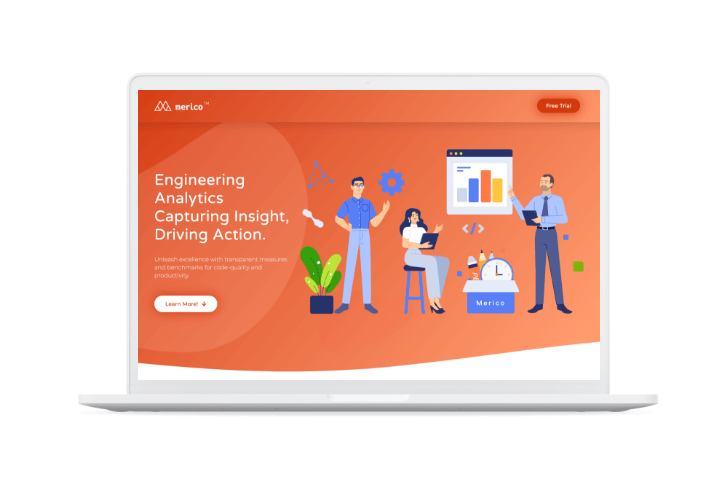 merico™
Free Trial
Engineering
Analytics
Capturing Insight,
Driving Action.
Unleash excellence with transparent measures
and benchmarks for code-quality and
productivity.
Learn More!
</>
Merico